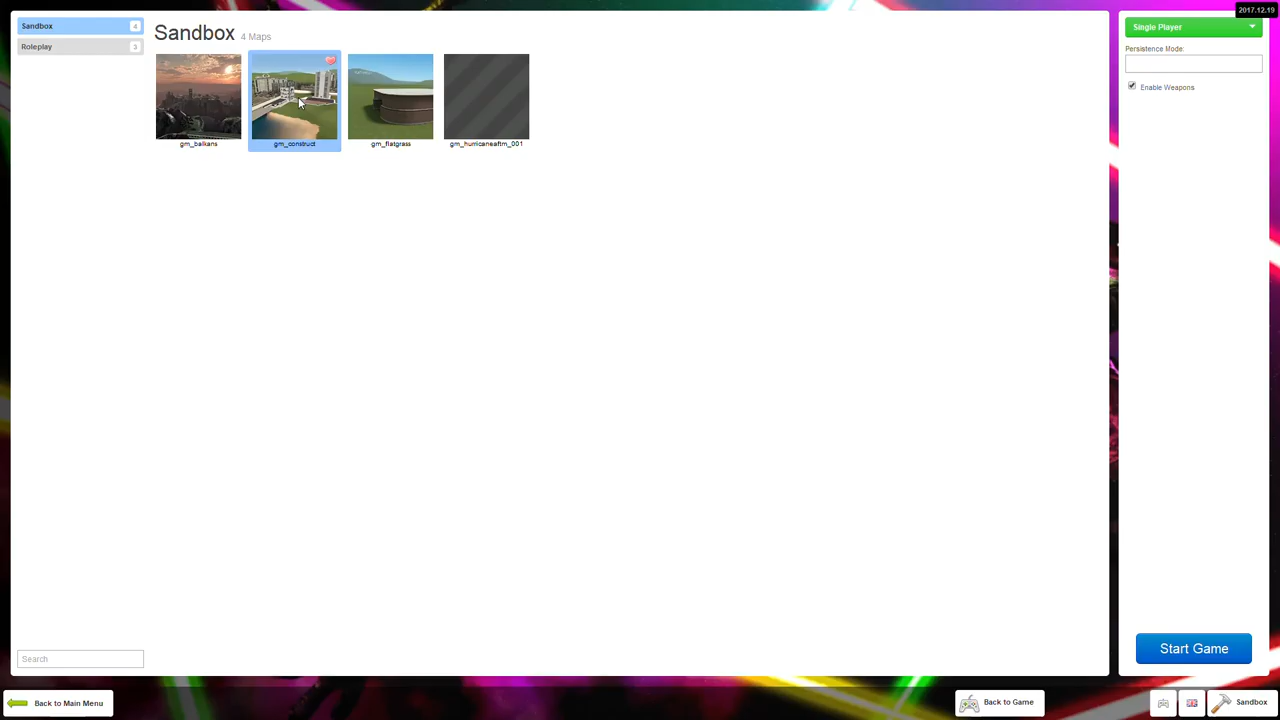 2017.12.19
Sandbox 4
Roleplay 3
Sandbox 4 Maps
gm_balkans
gm_construct
gm_flatgrass
gm_hurricaneaftm_001
Single Player
Persistence Mode:
Enable Weapons
Search
Start Game
Back to Main Menu
Back to Game
Sandbox